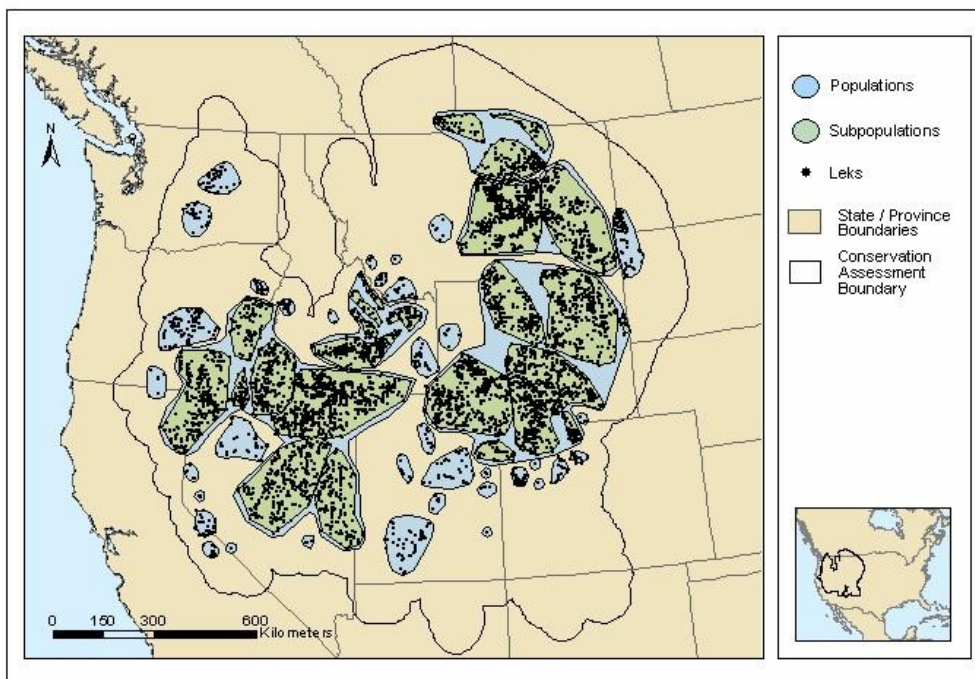 N
0 150 300 600
Kilometers
Populations
Subpopulations
Leks
State / Province
Boundaries
Conservation
Assessment
Boundary